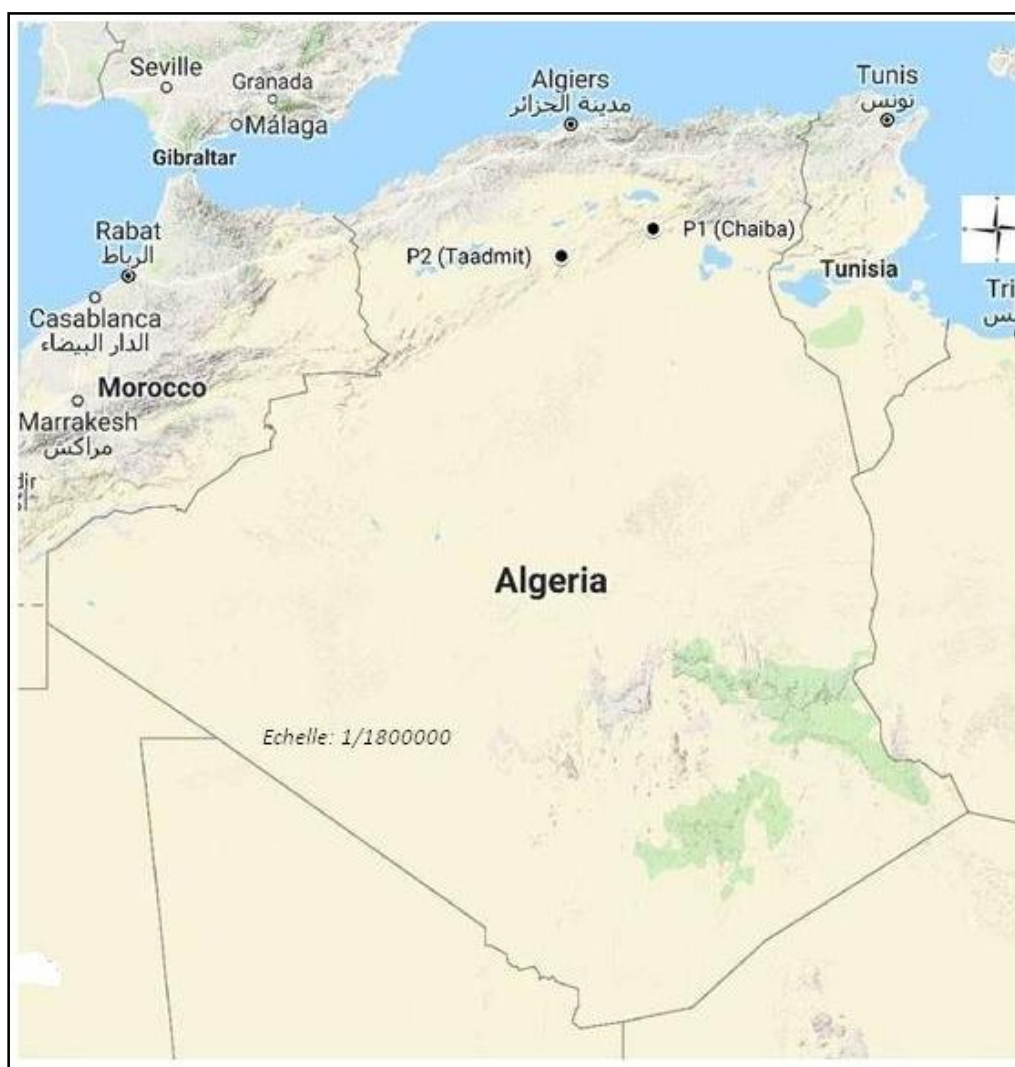 Seville
Granada
Málaga
Gibraltar
Algiers
مدينة الجزائر
Tunis
تونس
Rabat
الرباط
P1 (Chaiba)
P2 (Taadmit)
Tunisia
Tri
Casablanca
الدار البيضاء
Morocco
Marrakesh
مراكش
Algeria
Echelle: 1/1800000